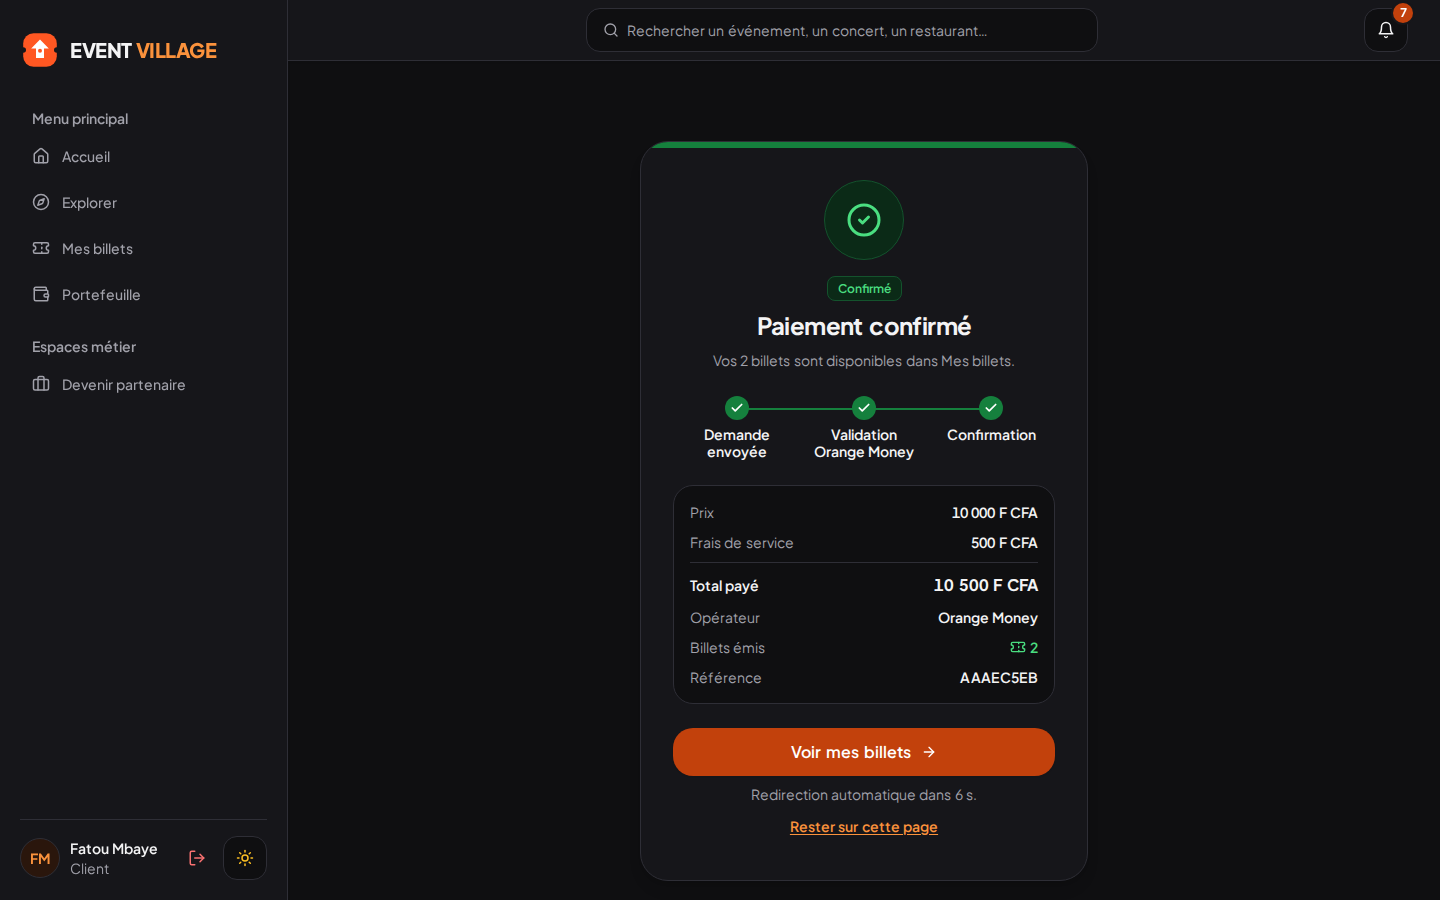 EVENT VILLAGE
Menu principal
Accueil
Explorer
Mes billets
Portefeuille
Espaces métier
Devenir partenaire
FM
Fatou Mbaye
Client
Rechercher un événement, un concert, un restaurant...
7
Confirmé
Paiement confirmé
Vos 2 billets sont disponibles dans Mes billets.
Demande
envoyée
Validation
Orange Money
Confirmation
Prix 10 000 F CFA
Frais de service 500 F CFA
Total payé 10 500 F CFA
Opérateur Orange Money
Billets émis 2
Référence AAAEC5EB
Voir mes billets →
Redirection automatique dans 6 s.
Rester sur cette page